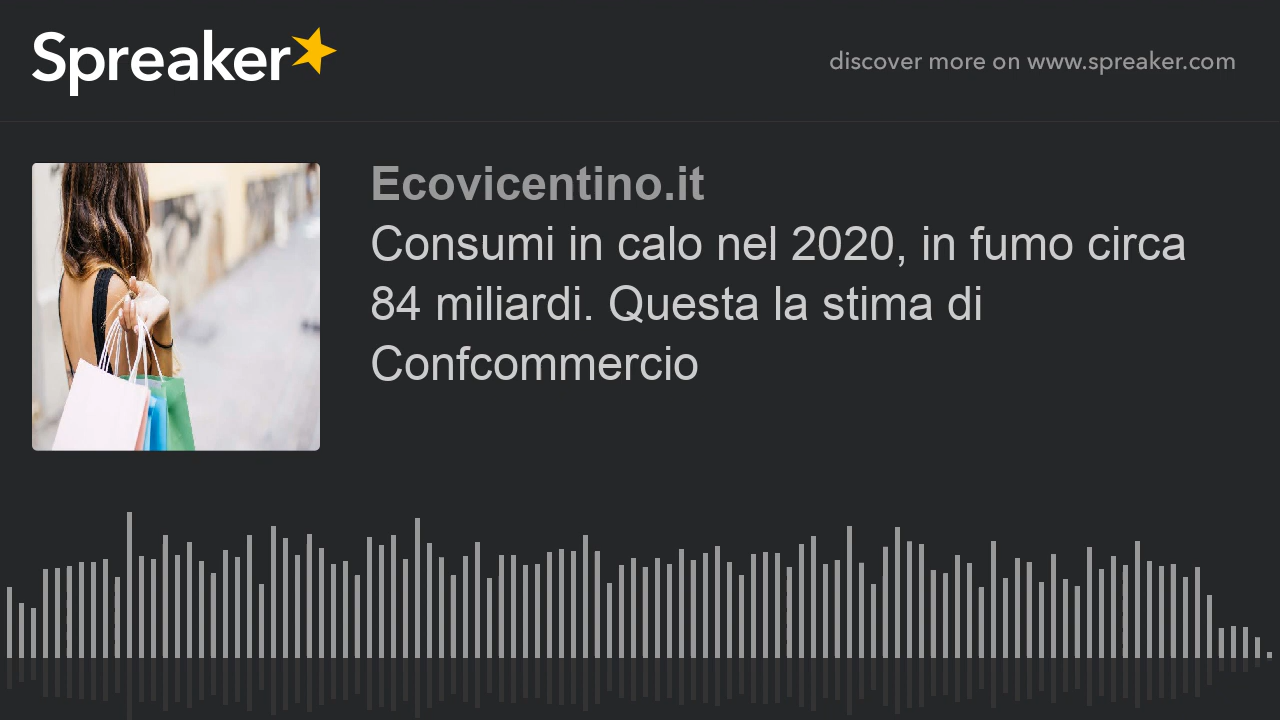 Spreaker
discover more on www.spreaker.com
Ecovicentino.it
Consumi in calo nel 2020, in fumo circa
84 miliardi. Questa la stima di
Confcommercio